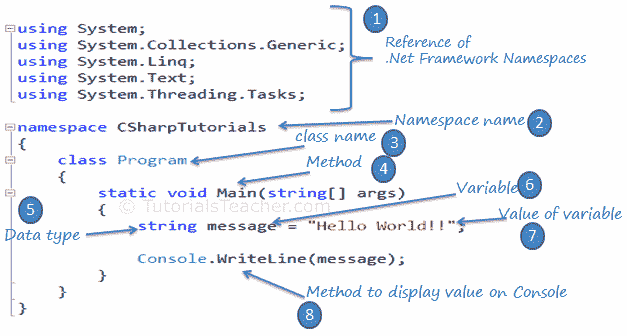 using System;
using System.Collections.Generic;
using System.Linq;
using System.Text;
using System.Threading.Tasks;
1
Reference of
.Net Framework Namespaces
namespace CSharpTutorials
Namespace name 2
{
class name 3
class Program
Method 4
{
static void Main(string[] args)
Variable 6
5
{
© TutorialsTeacher.com
Data type
string message = "Hello World!!";
Value of variable
7
Console.WriteLine(message);
}
Method to display value on Console
8
}
}